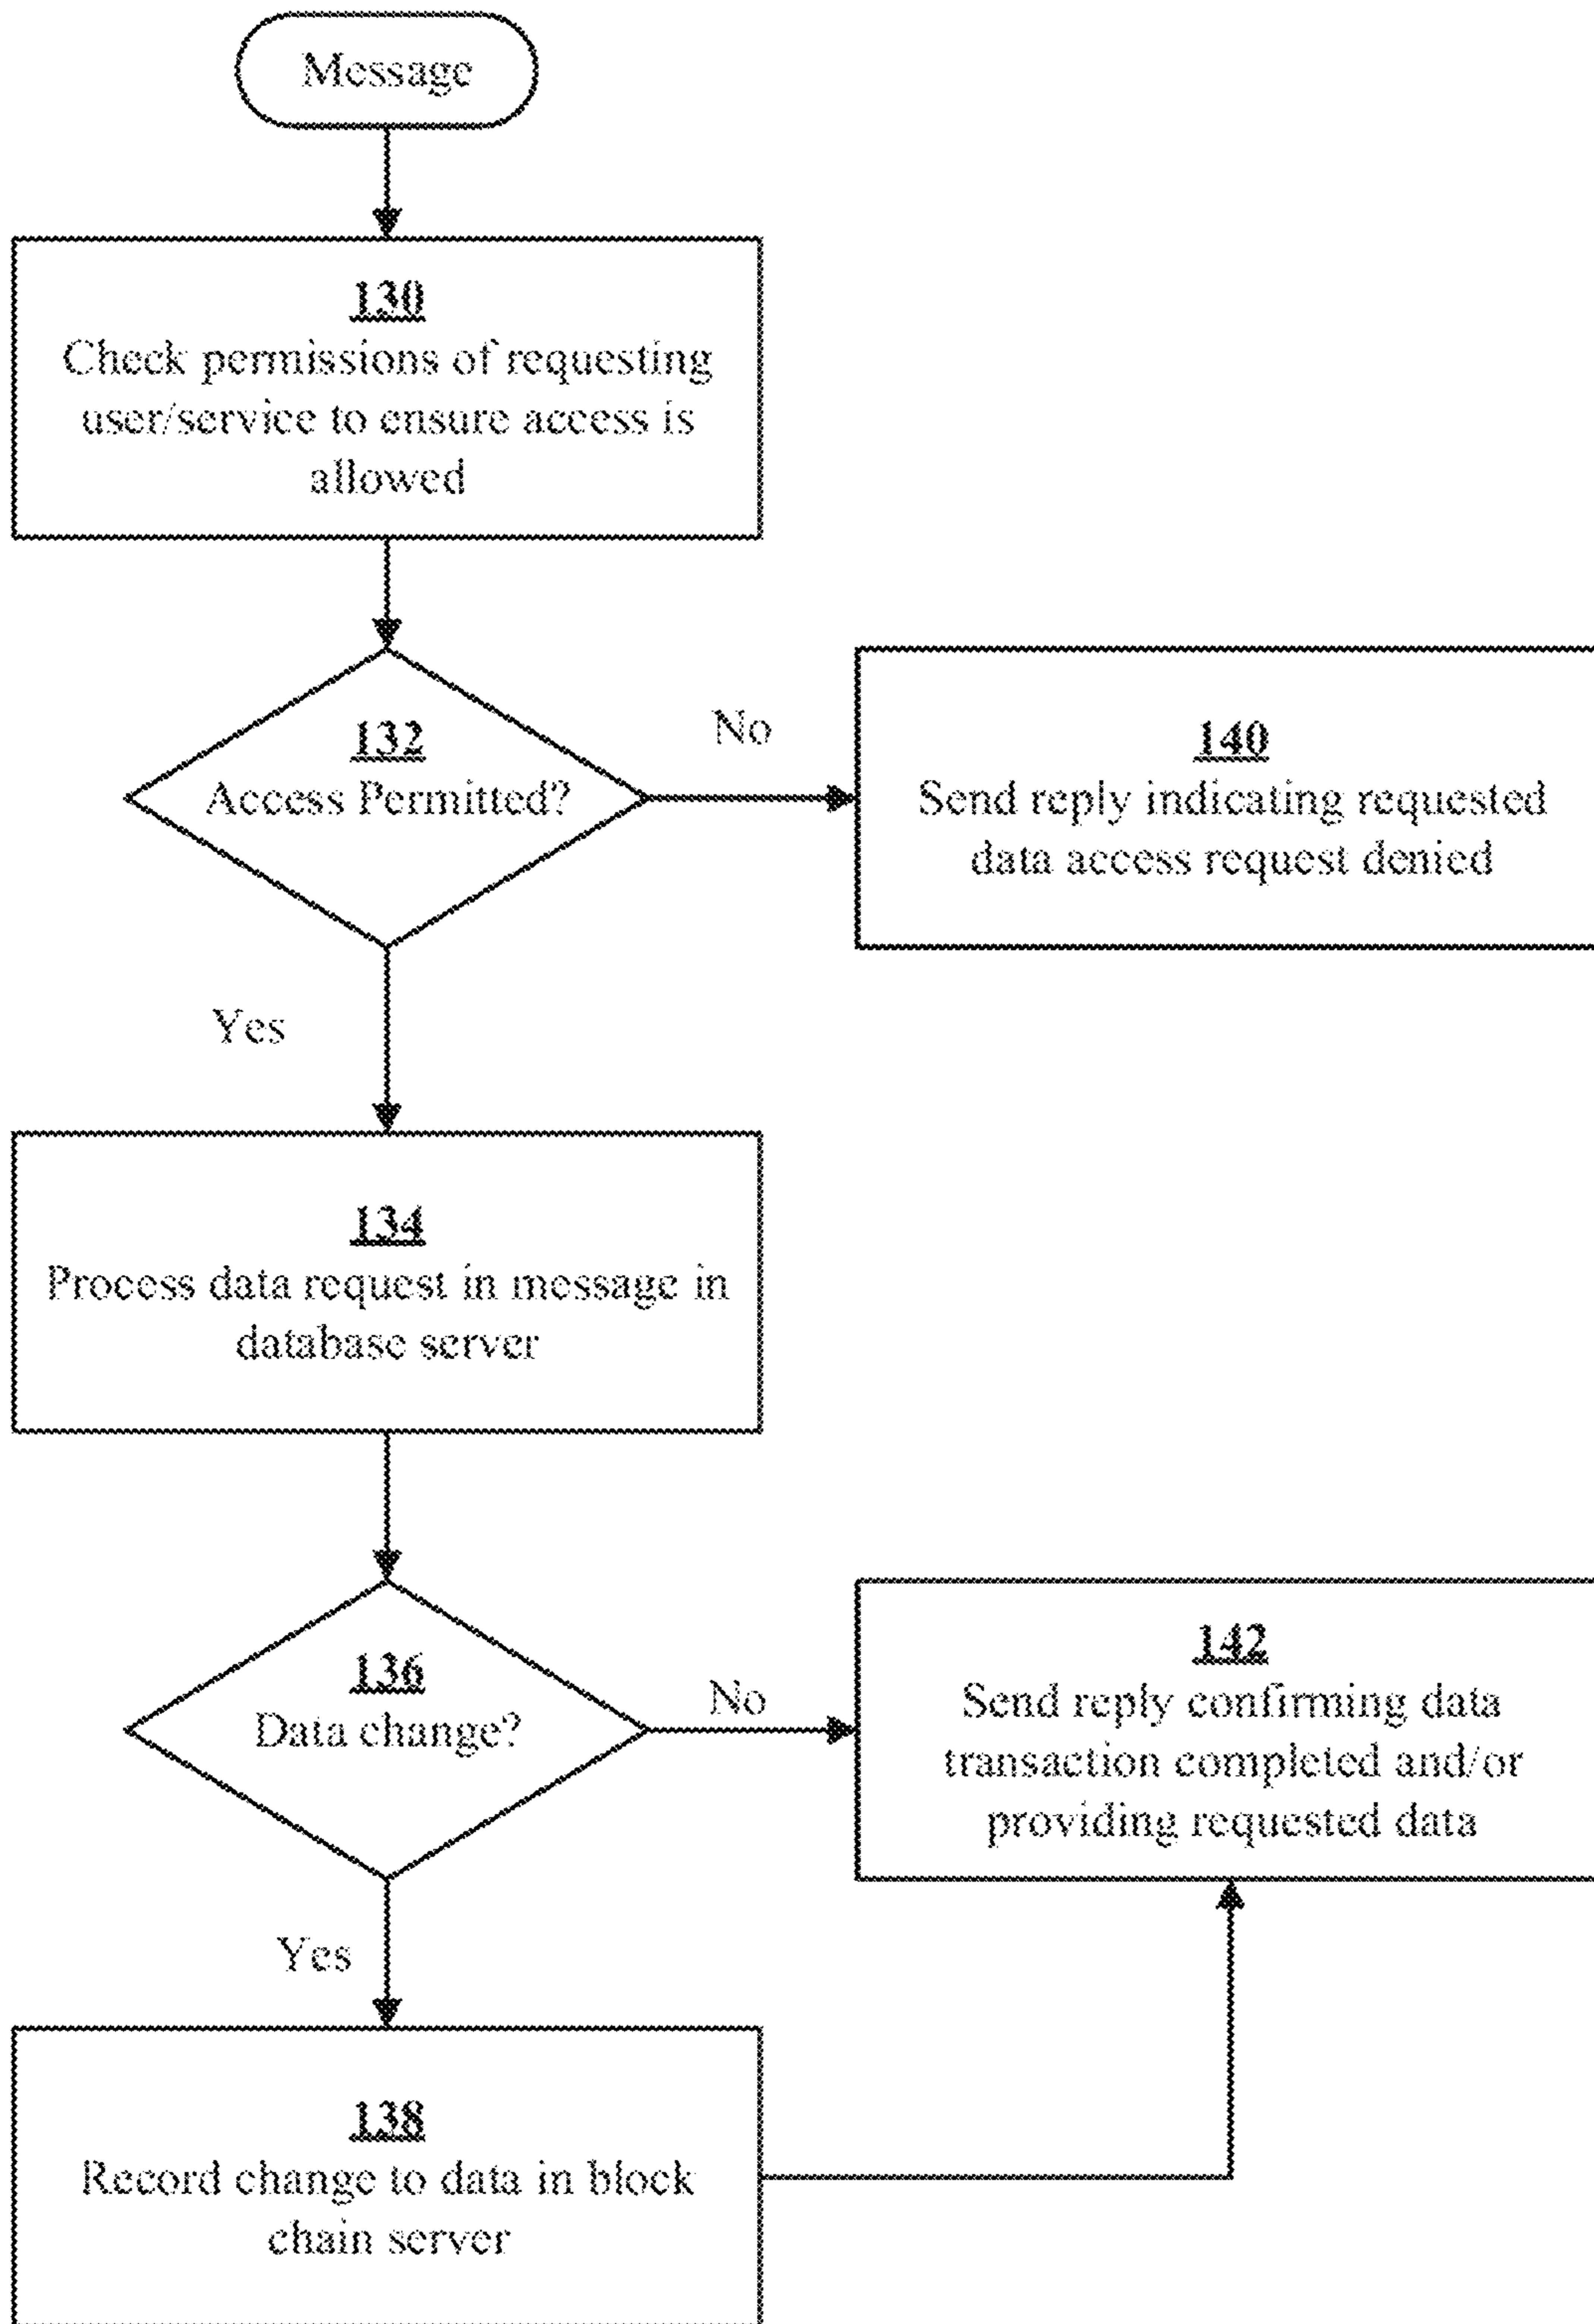 Message
130
Check permissions of requesting
user/service to ensure access is
allowed
132
Access Permitted?
No
140
Send reply indicating requested
data access request denied
Yes
134
Process data request in message in
database server
136
Data change?
No
142
Send reply confirming data
transaction completed and/or
providing requested data
Yes
138
Record change to data in block
chain server